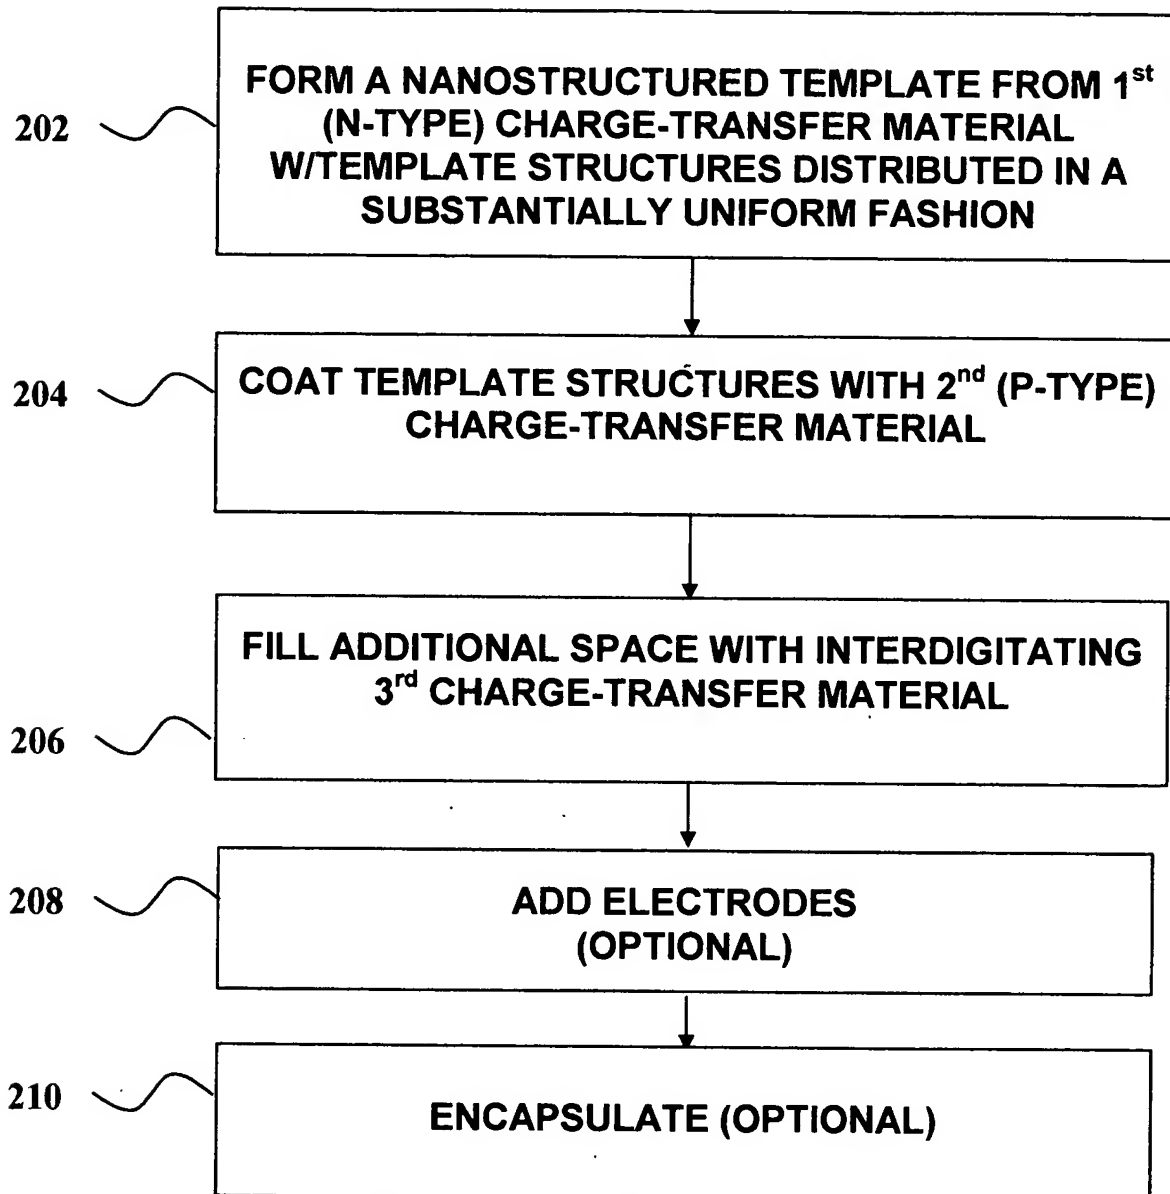 FORM A NANOSTRUCTURED TEMPLATE FROM 1st
202
(N-TYPE) CHARGE-TRANSFER MATERIAL
W/TEMPLATE STRUCTURES DISTRIBUTED IN A
SUBSTANTIALLY UNIFORM FASHION
204
COAT TEMPLATE STRUCTURES WITH 2nd (P-TYPE)
CHARGE-TRANSFER MATERIAL
FILL ADDITIONAL SPACE WITH INTERDIGITATING
3rd CHARGE-TRANSFER MATERIAL
206
208
ADD ELECTRODES
(OPTIONAL)
210
ENCAPSULATE (OPTIONAL)